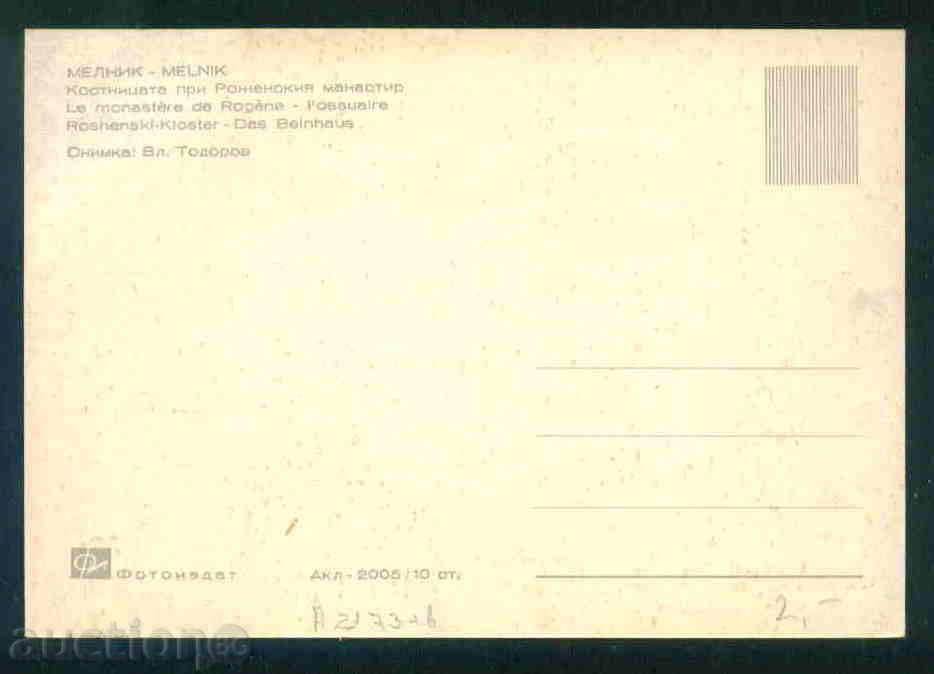 МЕЛНИК - MELNIK
Костницата при Роженския манастир
Le monastère de Rogène - l'ossuaire
Roshenski-Kloster - Das Beinhaus
Снимка: Вл. Тодоров
Фотоиздат
Акл-2005/10 ст.
2,-
auction